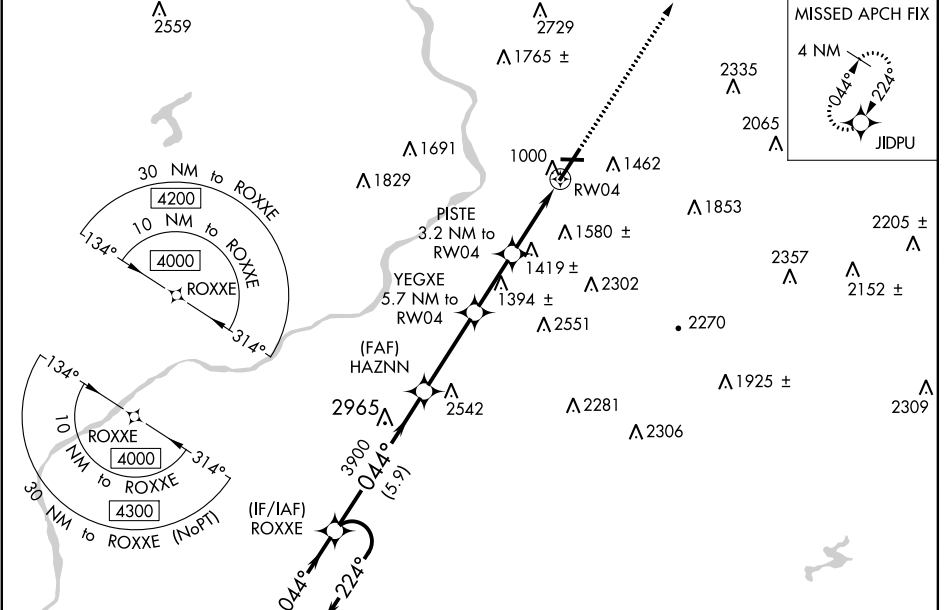 2559
2729
1765 ±
MISSED APCH FIX
4 NM
044°
224°
JIDPU
2335
2065
1691
1829
1000
1462
RW04
30 NM to ROXXE
4200
10 NM to ROXXE
4000
134°
ROXXE
314°
PISTE
3.2 NM to
RW04
1853
1580 ±
2205 ±
1419 ±
YEGXE
5.7 NM to
RW04
1394 ±
2302
2357
2152 ±
2551
2270
(FAF)
HAZNN
134°
1925 ±
2309
2965
2542
2281
2306
ROXXE
4000
314°
10 NM to ROXXE
4300
30 NM to ROXXE (NoPT)
3900
044°
(5.9)
(IF/IAF)
ROXXE
044°
224°